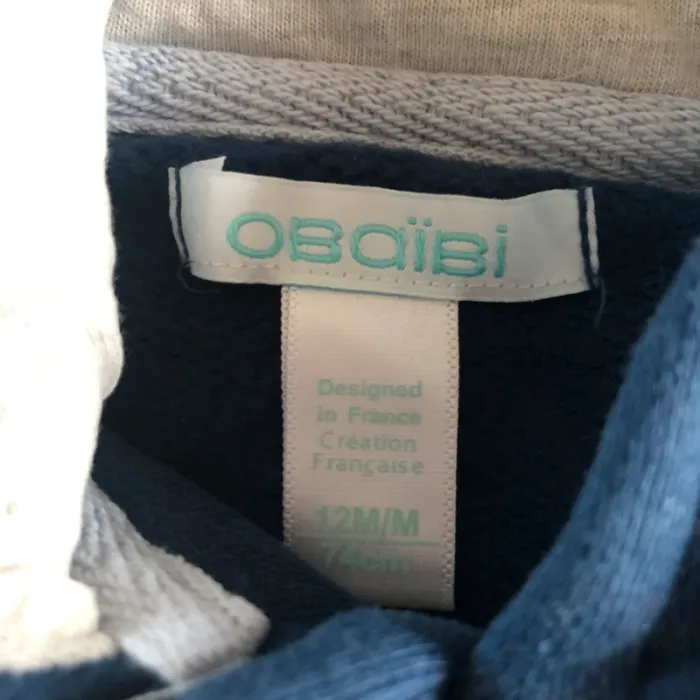 OBaïBi
Designed
in France
Création
Française
12M/M
74cm